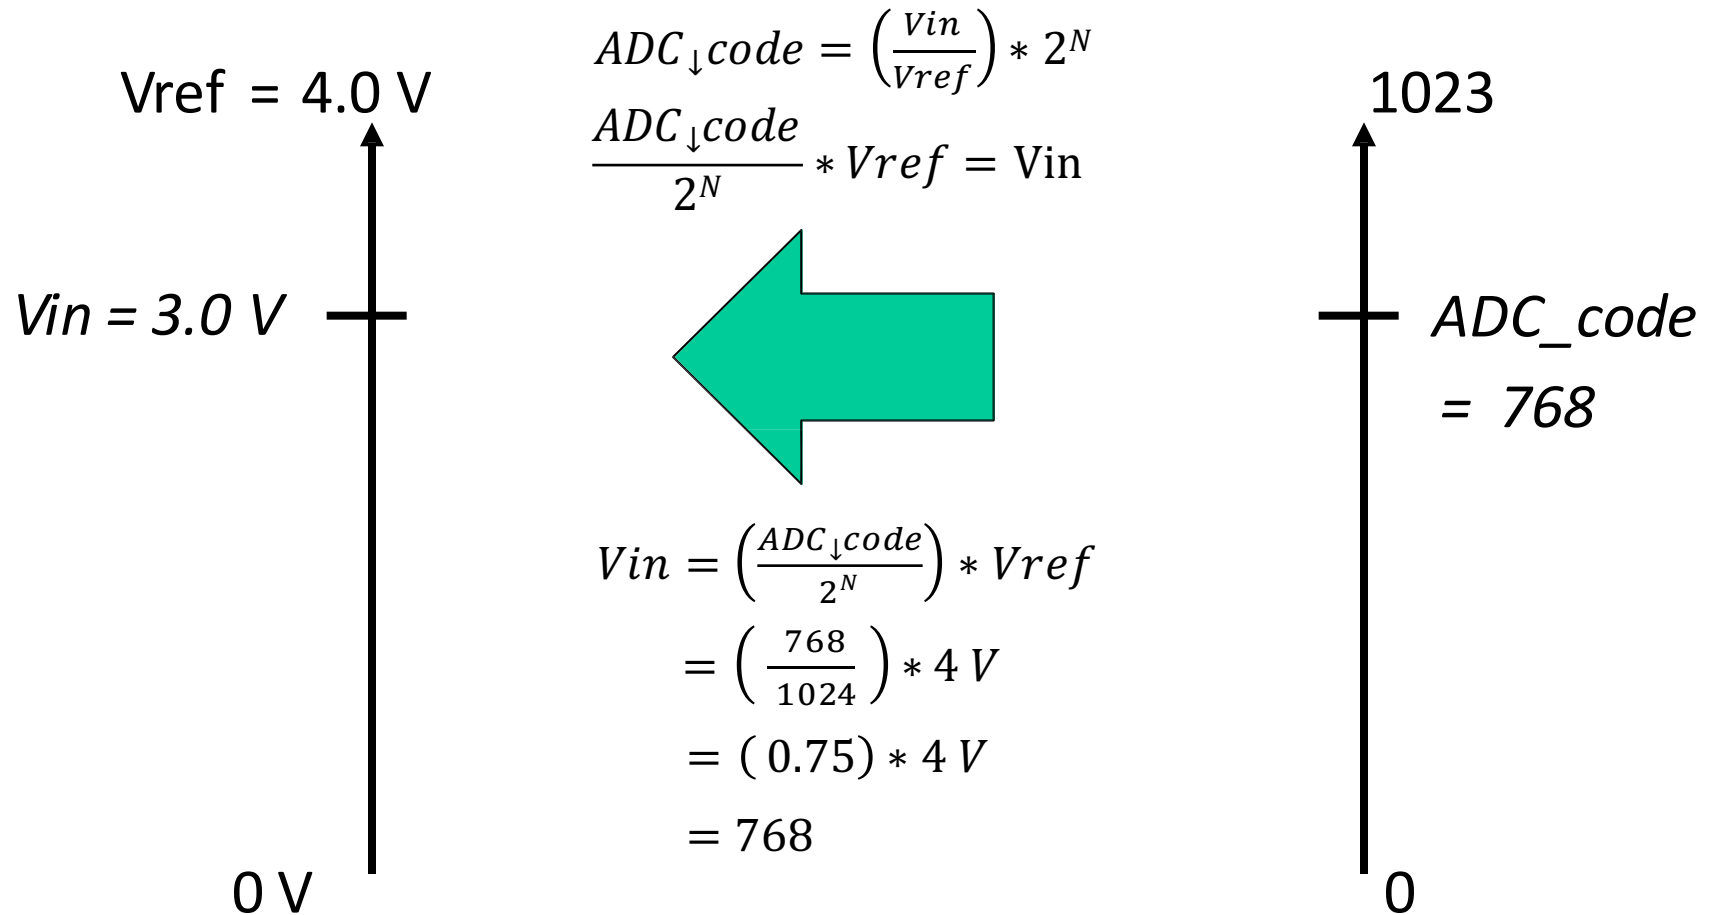 ADC↓code = (Vin/Vref) * 2^N
Vref = 4.0 V
1023
ADC↓code/2^N * Vref = Vin
Vin = 3.0 V
ADC_code
= 768
Vin = (ADC↓code/2^N) * Vref
= (768/1024) * 4 V
= (0.75) * 4 V
= 768
0 V
0